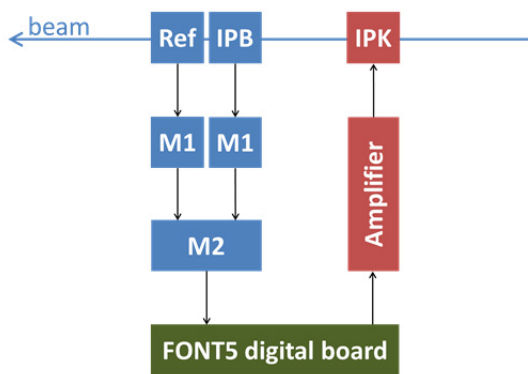 beam
Ref IPB IPK
M1 M1
Amplifier
M2
FONT5 digital board